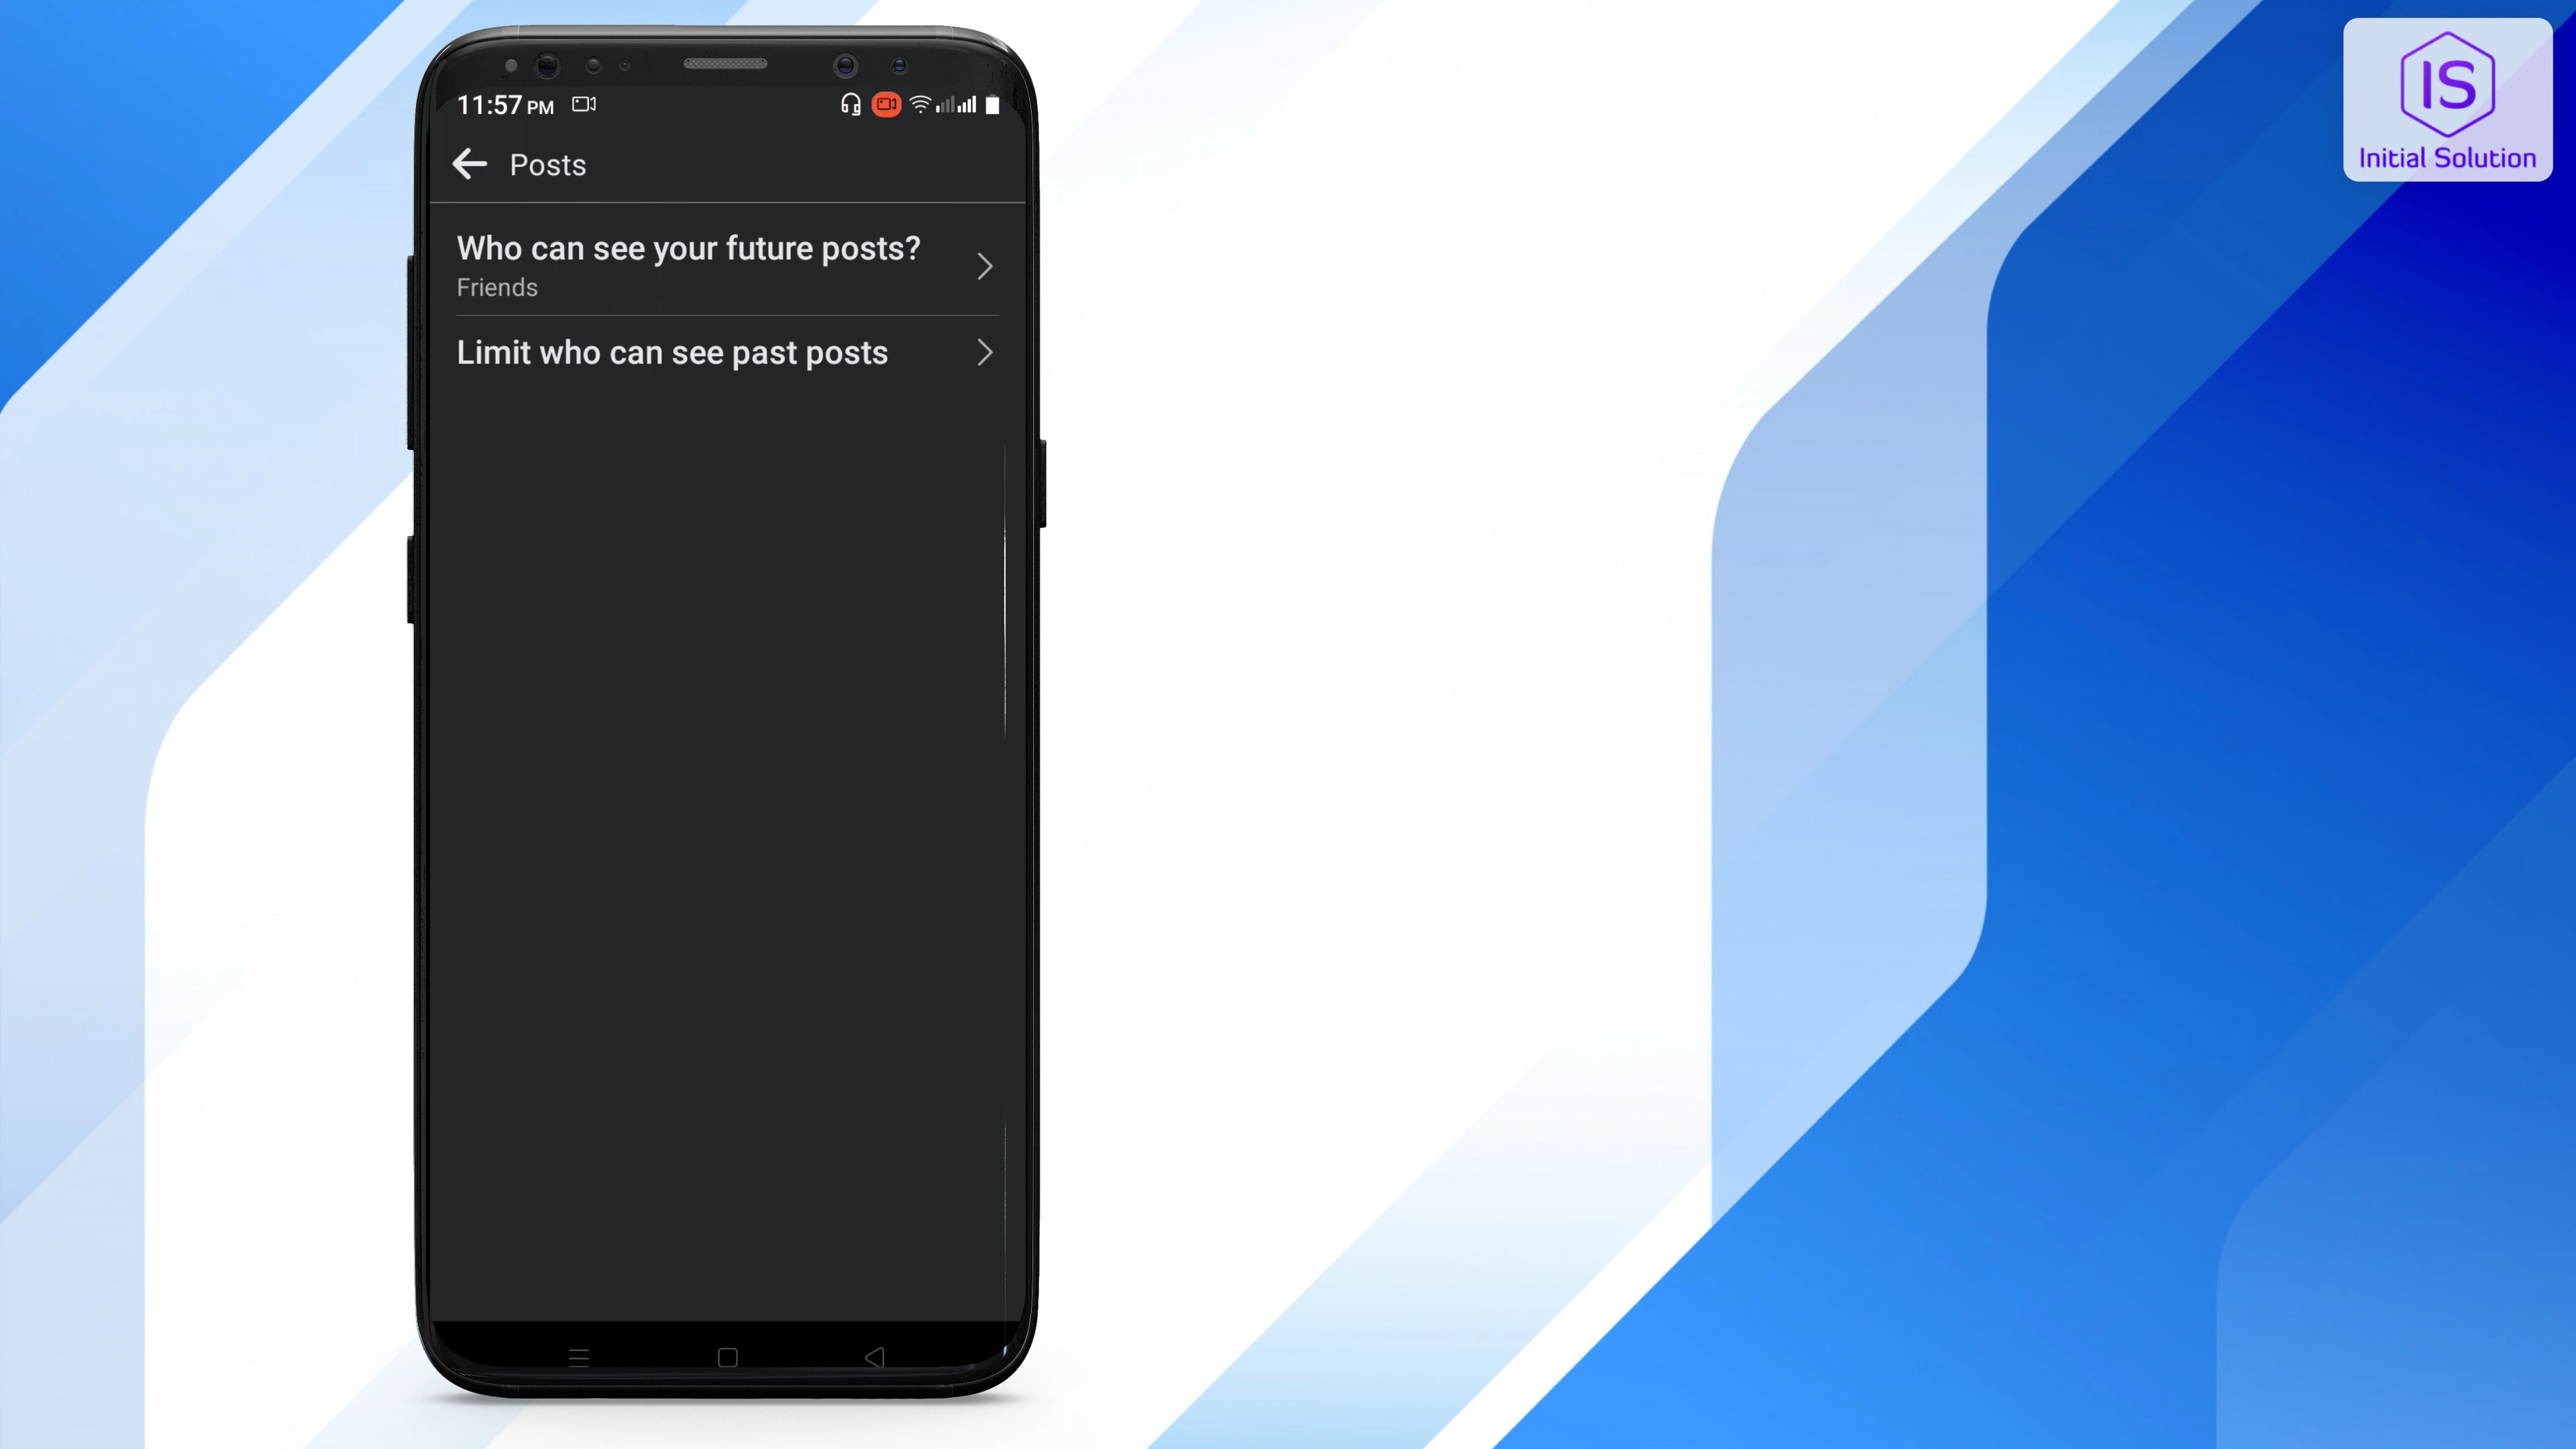 11:57 PM
Posts
Who can see your future posts?
Friends
Limit who can see past posts
IS
Initial Solution